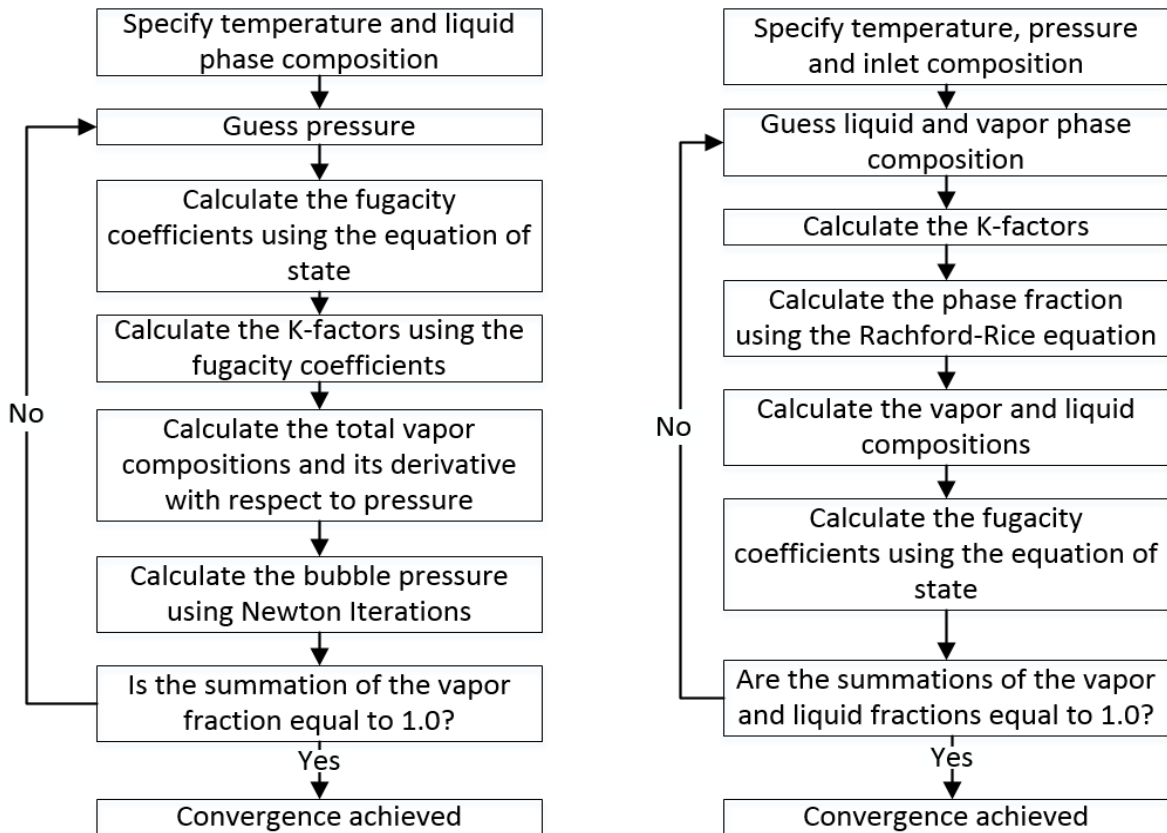 Specify temperature and liquid
phase composition
Guess pressure
Calculate the fugacity
coefficients using the equation of
state
Calculate the K-factors using the
fugacity coefficients
Calculate the total vapor
compositions and its derivative
with respect to pressure
Calculate the bubble pressure
using Newton Iterations
Is the summation of the vapor
fraction equal to 1.0?
No
Yes
Convergence achieved
Specify temperature, pressure
and inlet composition
Guess liquid and vapor phase
composition
Calculate the K-factors
Calculate the phase fraction
using the Rachford-Rice equation
Calculate the vapor and liquid
compositions
Calculate the fugacity
coefficients using the equation of
state
Are the summations of the vapor
and liquid fractions equal to 1.0?
No
Yes
Convergence achieved